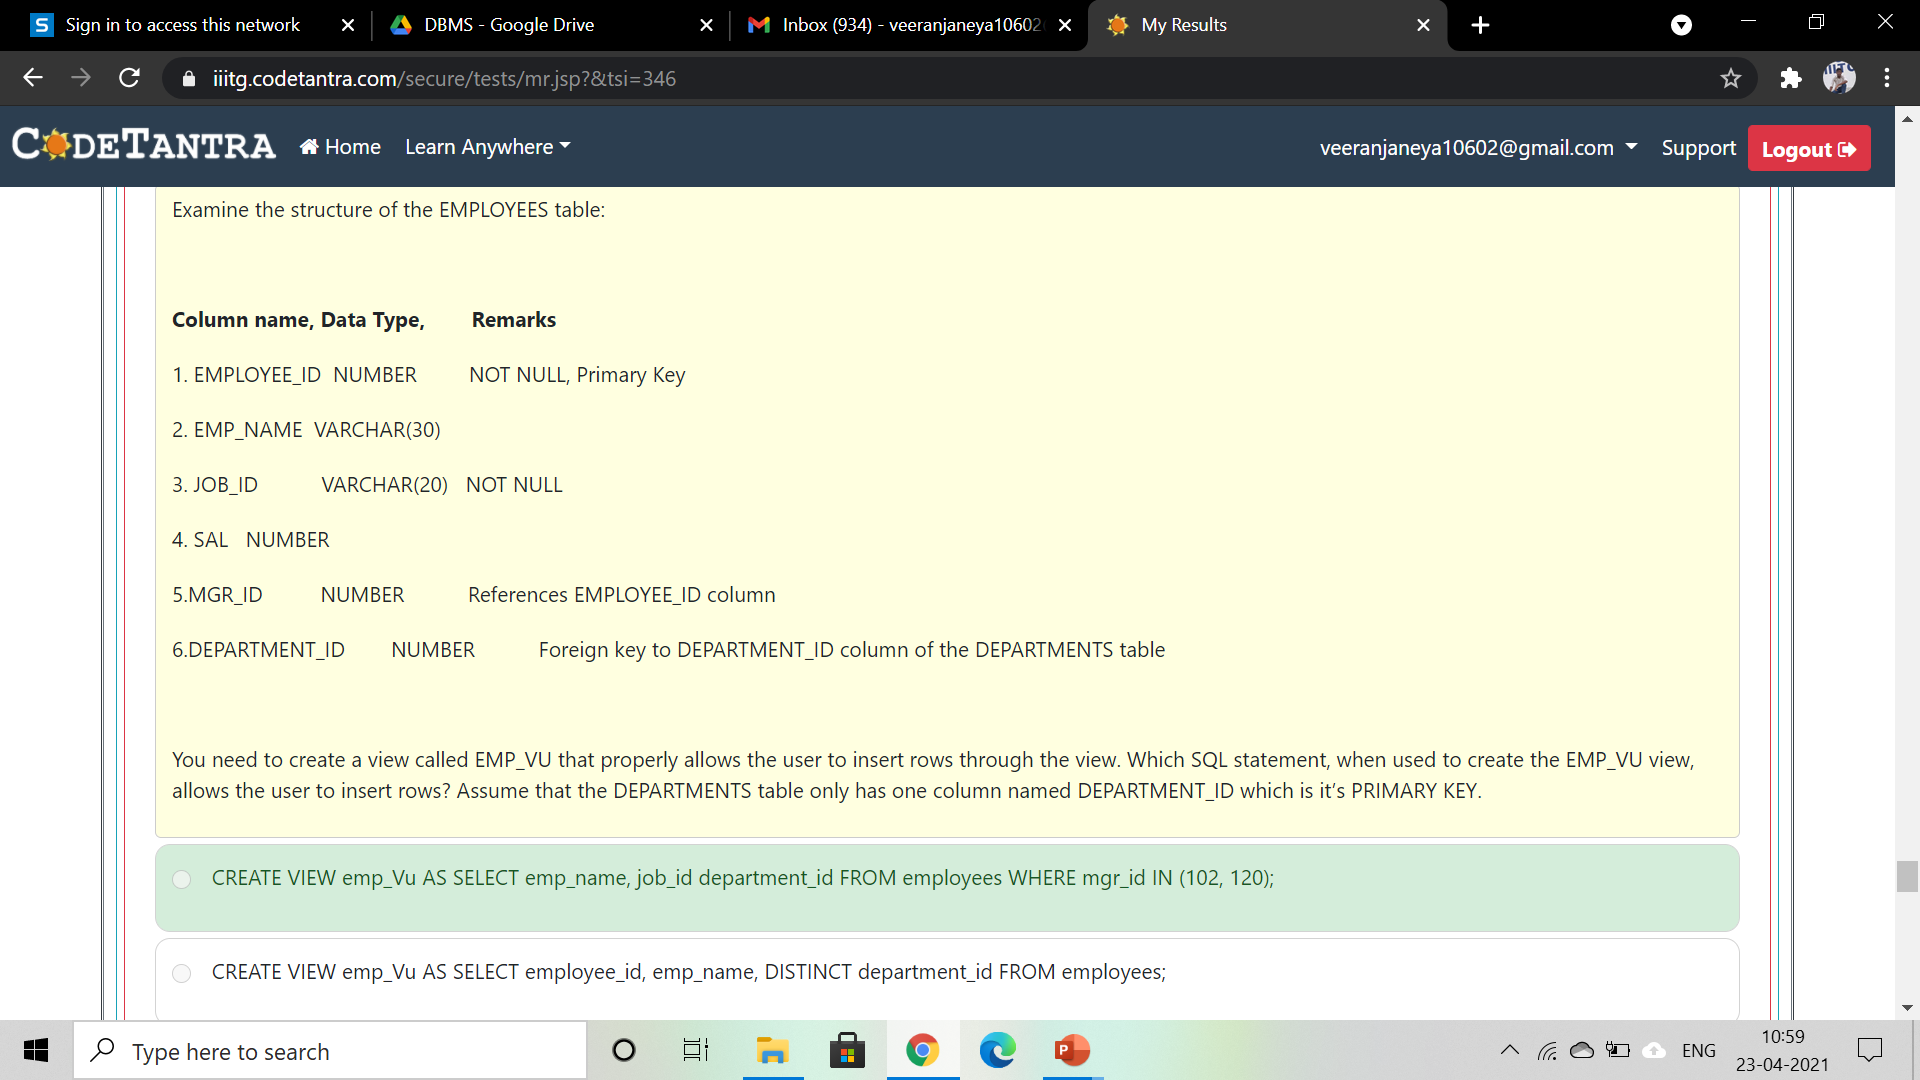 Sign in to access this network
DBMS - Google Drive
Inbox (934) - veeranjaneya10602
My Results
iiitg.codetantra.com/secure/tests/mr.jsp?&tsi=346
CODETANTRA
Home
Learn Anywhere
veeranjaneya10602@gmail.com
Support
Logout
Examine the structure of the EMPLOYEES table:
Column name, Data Type, Remarks
1. EMPLOYEE_ID NUMBER NOT NULL, Primary Key
2. EMP_NAME VARCHAR(30)
3. JOB_ID VARCHAR(20) NOT NULL
4. SAL NUMBER
5.MGR_ID NUMBER References EMPLOYEE_ID column
6.DEPARTMENT_ID NUMBER Foreign key to DEPARTMENT_ID column of the DEPARTMENTS table
You need to create a view called EMP_VU that properly allows the user to insert rows through the view. Which SQL statement, when used to create the EMP_VU view,
allows the user to insert rows? Assume that the DEPARTMENTS table only has one column named DEPARTMENT_ID which is it's PRIMARY KEY.
CREATE VIEW emp_Vu AS SELECT emp_name, job_id department_id FROM employees WHERE mgr_id IN (102, 120);
CREATE VIEW emp_Vu AS SELECT employee_id, emp_name, DISTINCT department_id FROM employees;
Type here to search
ENG
10:59
23-04-2021